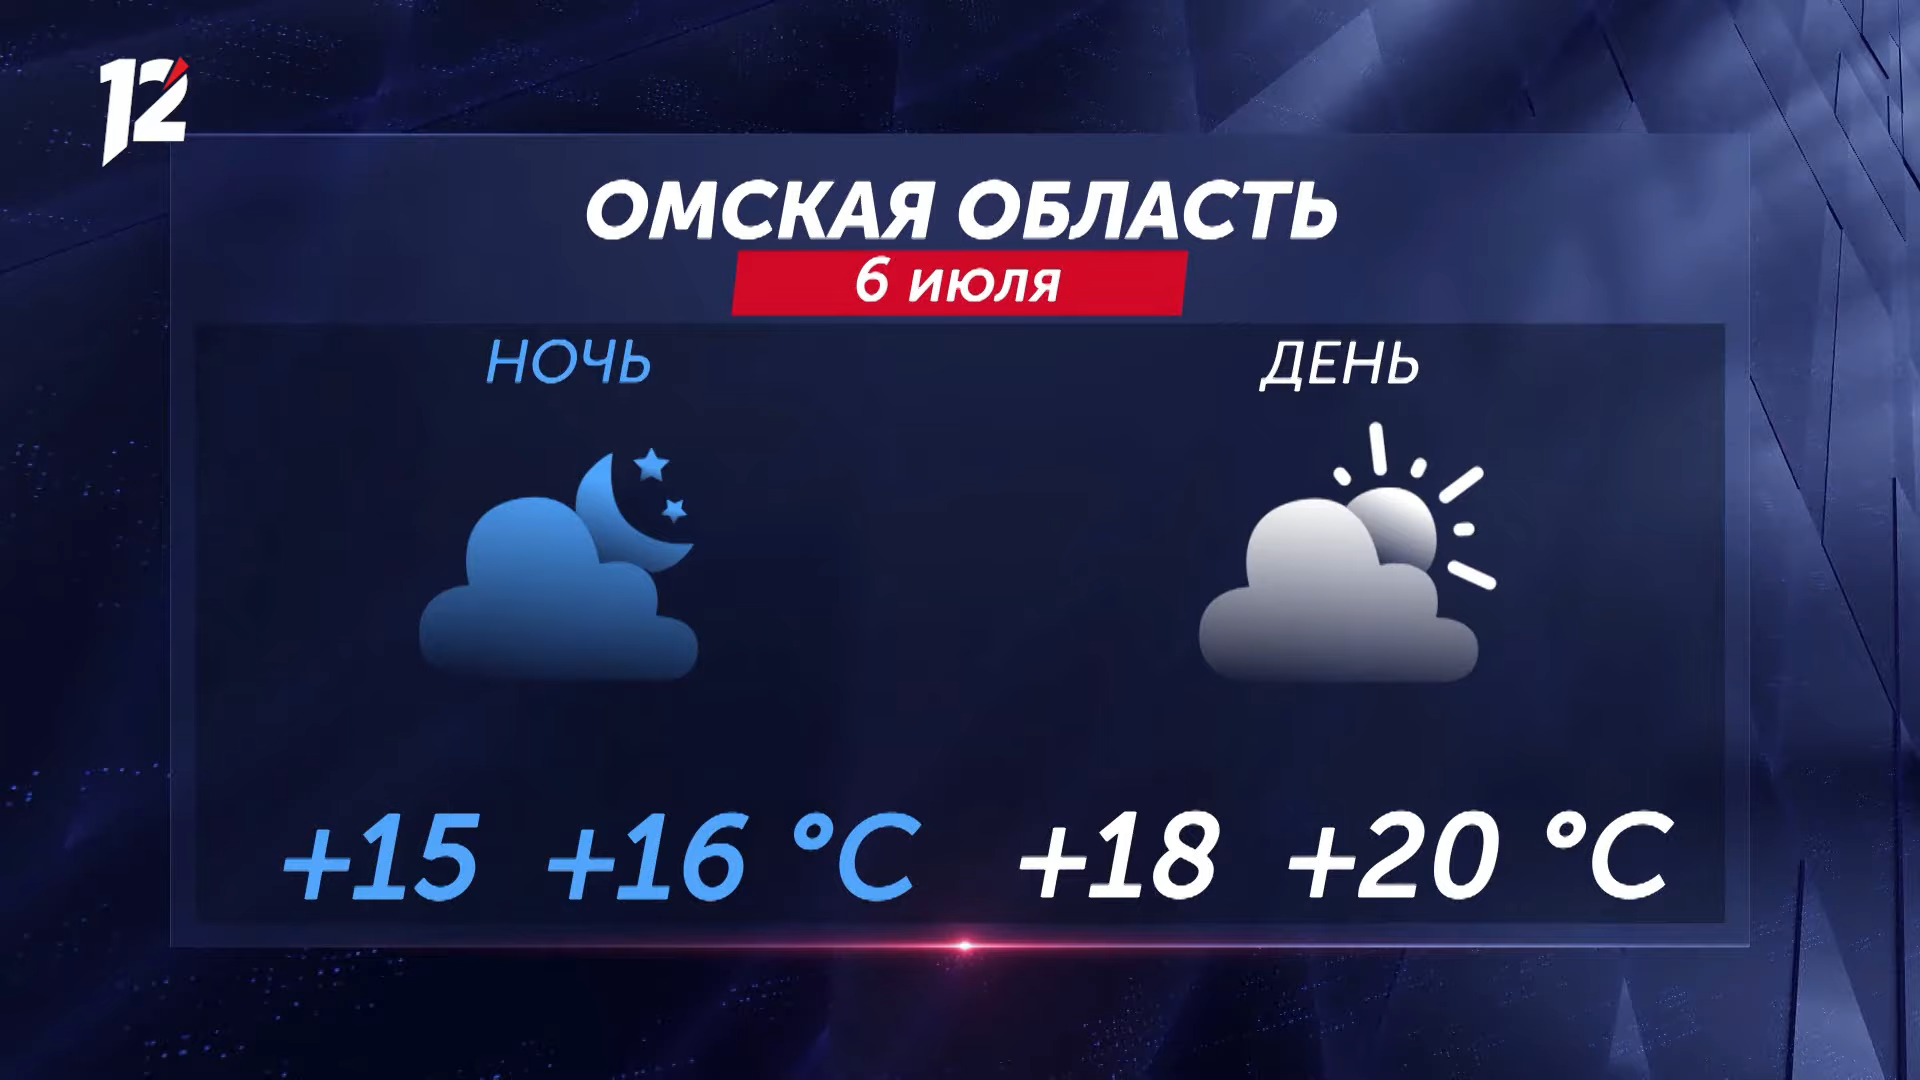 12
ОМСКАЯ ОБЛАСТЬ
6 июля
НОЧЬ
ДЕНЬ
+15 +16 °C
+18 +20 °C